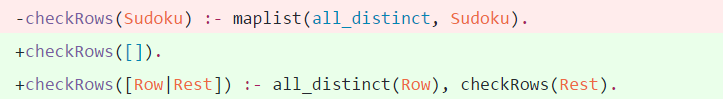 -checkRows(Sudoku) :- maplist(all_distinct, Sudoku).
+checkRows([]).
+checkRows([Row|Rest]) :- all_distinct(Row), checkRows(Rest).